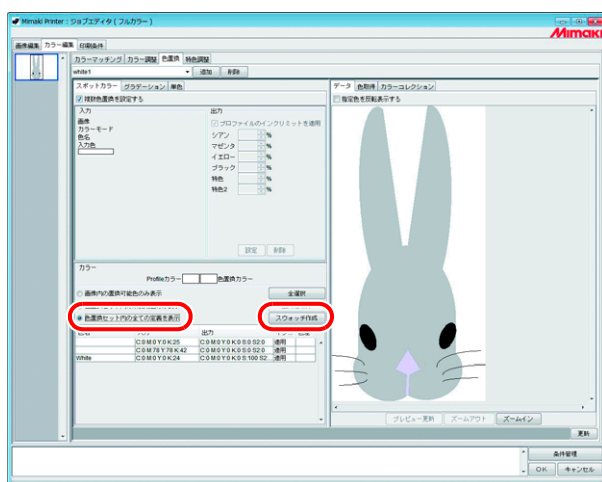 Mimaki Printer : ジョブエディタ ( フルカラー )
Mimaki
画像編集 カラー編集 印刷条件
カラーマッチング カラー調整 色置換 特色調整
white1 追加 削除
スポットカラー グラデーション 単色
データ 色取得 カラーコレクション
複数色置換を設定する
指定色を反転表示する
入力 出力
画像
カラーモード
色名
入力色
プロファイルのインクリミットを適用
シアン %
マゼンタ %
イエロー %
ブラック %
特色 %
特色2 %
設定 削除
カラー
Profileカラー 色置換カラー
画像内の置換可能色のみ表示 全選択
色置換セット内の全ての定義を表示 スウォッチ作成
出力
C:0 M:0 Y:0 K:25 C:0 M:0 Y:0 K:0 S:0 S2:0 適用
C:0 M:78 Y:78 K:42 C:0 M:0 Y:0 K:0 S:0 S2:0 適用
White C:0 M:0 Y:0 K:24 C:0 M:0 Y:0 K:0 S:100 S2... 適用
プレビュー更新 ズームアウト ズームイン
更新
条件管理
OK キャンセル